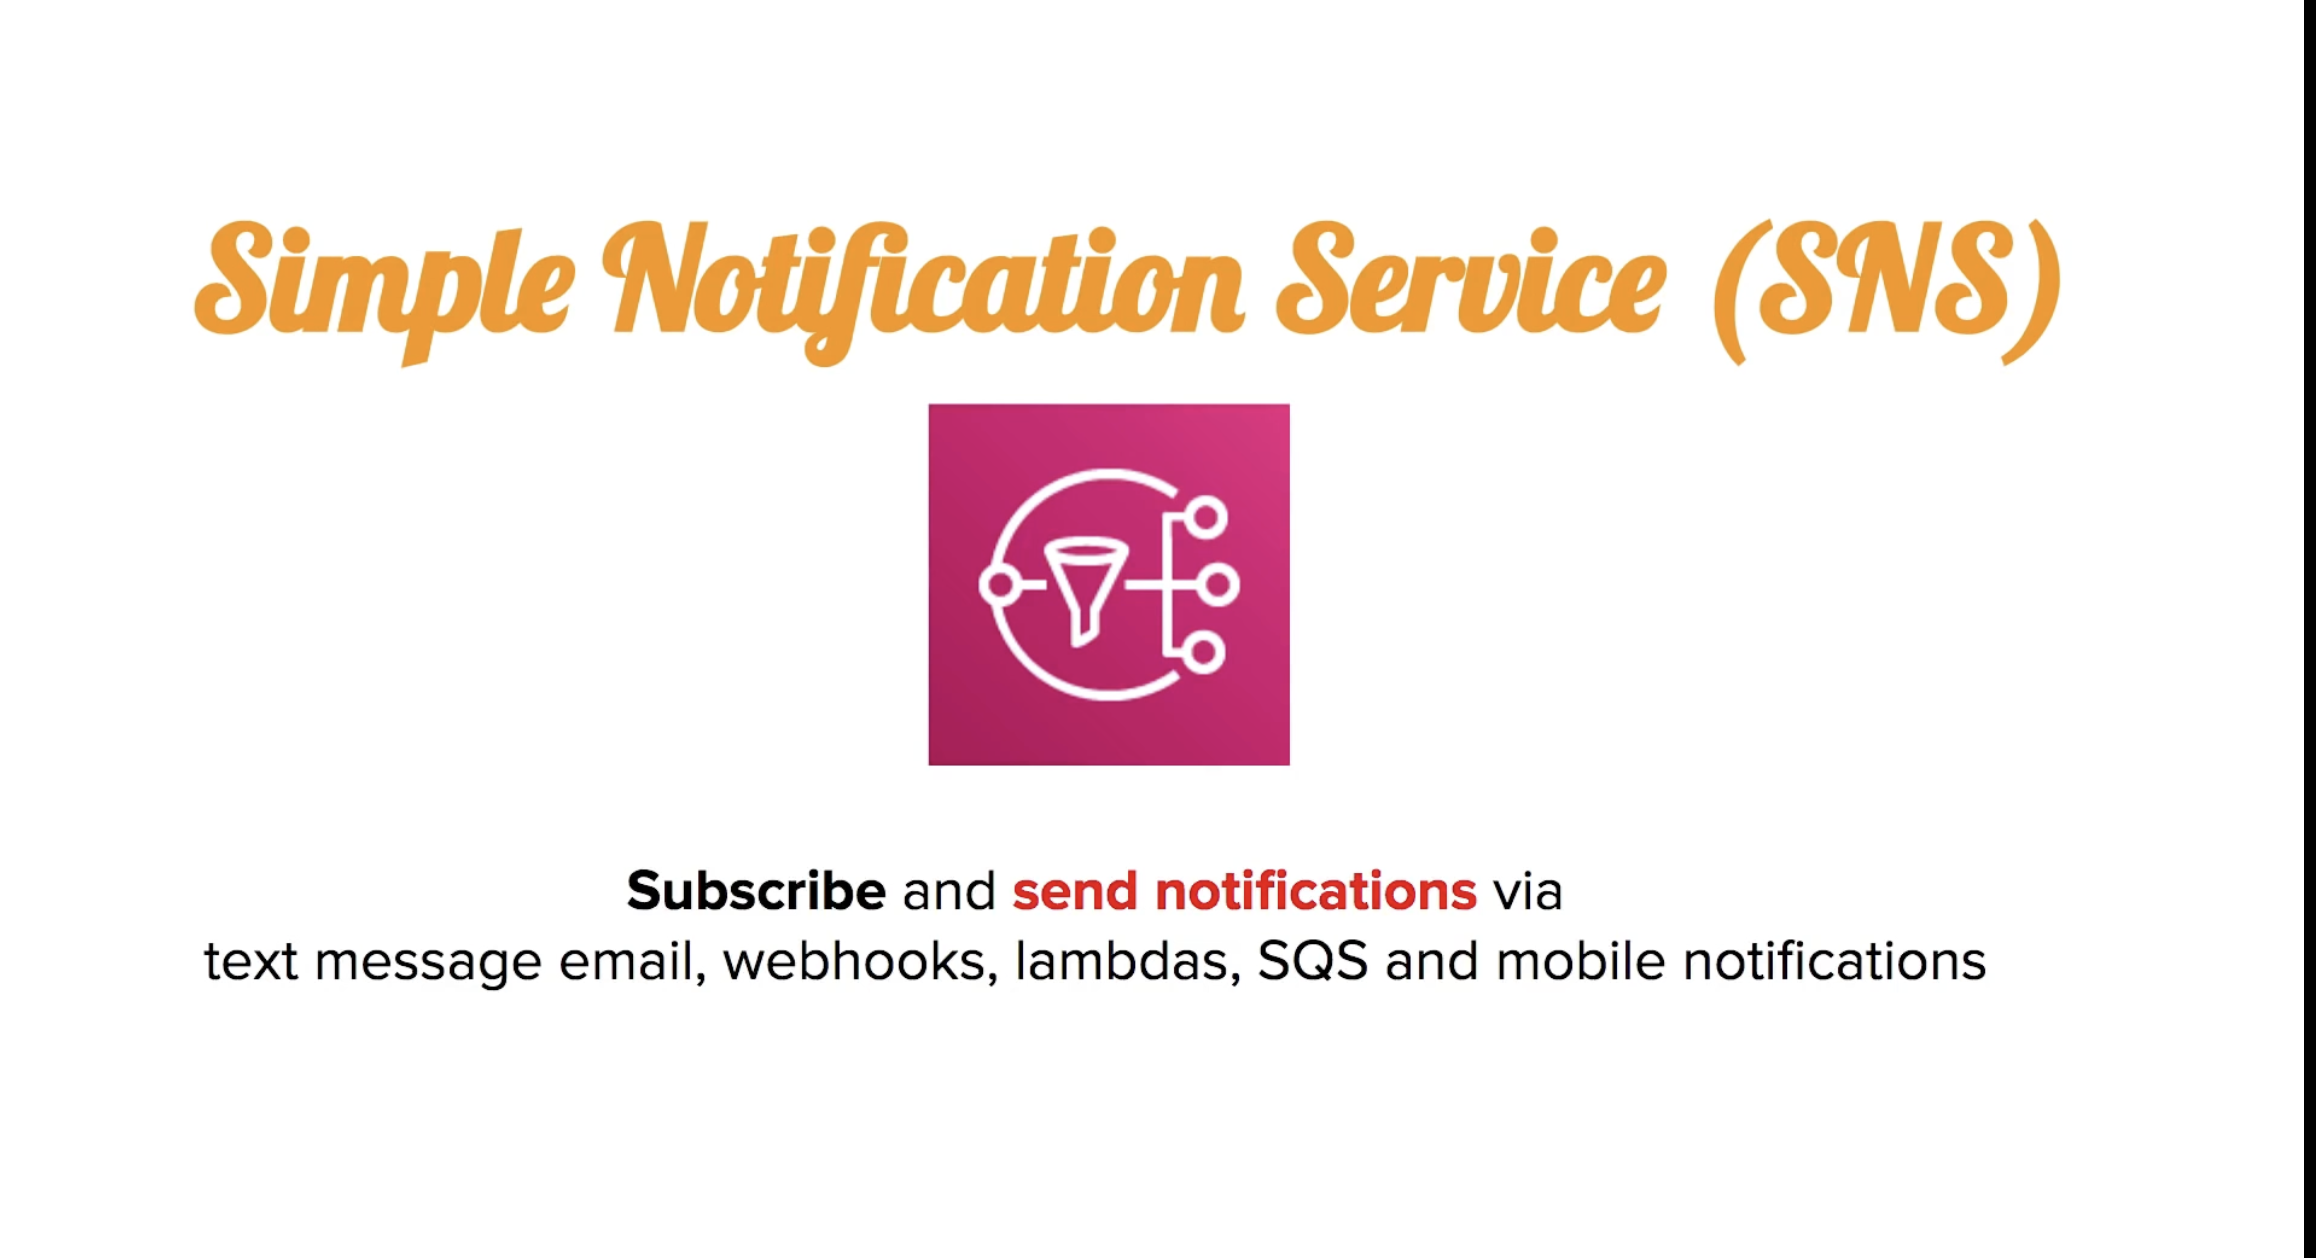 Simple Notification Service (SNS)
Subscribe and send notifications via
text message email, webhooks, lambdas, SQS and mobile notifications